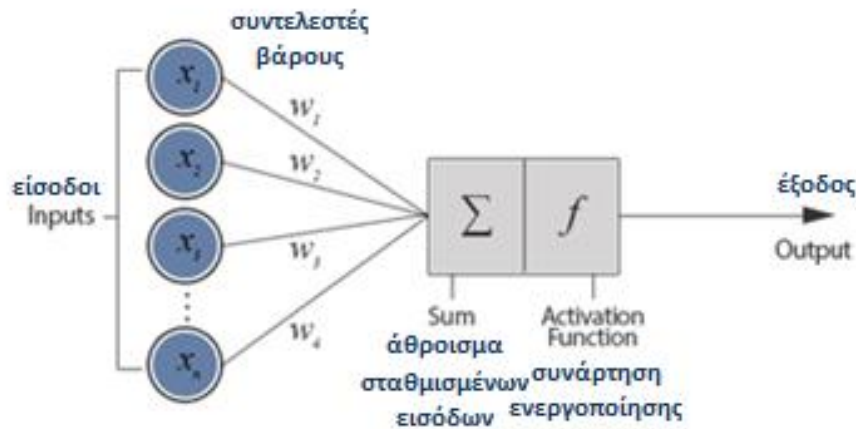 συντελεστές
βάρους
x₁
w₁
x₂
w₂
είσοδοι
Inputs
x₃
w₃
Σ
f
έξοδος
Output
xₙ
w₄
Sum
άθροισμα
σταθμισμένων
εισόδων
Activation
Function
συνάρτηση
ενεργοποίησης